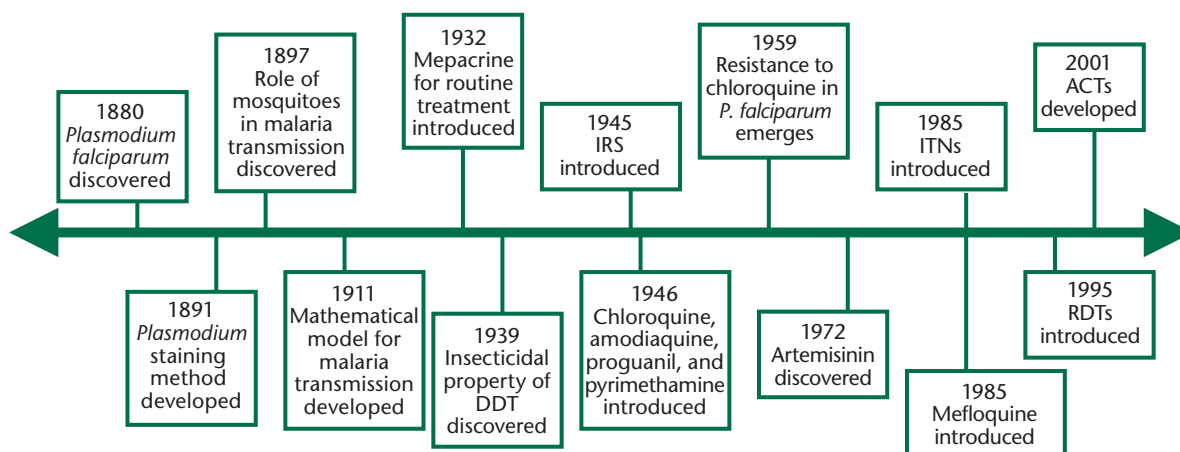 1880
Plasmodium
falciparum
discovered
1891
Plasmodium
staining
method
developed
1897
Role of
mosquitoes
in malaria
transmission
discovered
1911
Mathematical
model for
malaria
transmission
developed
1932
Mepacrine
for routine
treatment
introduced
1939
Insecticidal
property of
DDT
discovered
1945
IRS
introduced
1946
Chloroquine,
amodiaquine,
proguanil, and
pyrimethamine
introduced
1959
Resistance to
chloroquine in
P. falciparum
emerges
1972
Artemisinin
discovered
1985
ITNs
introduced
1985
Mefloquine
introduced
1995
RDTs
introduced
2001
ACTs
developed